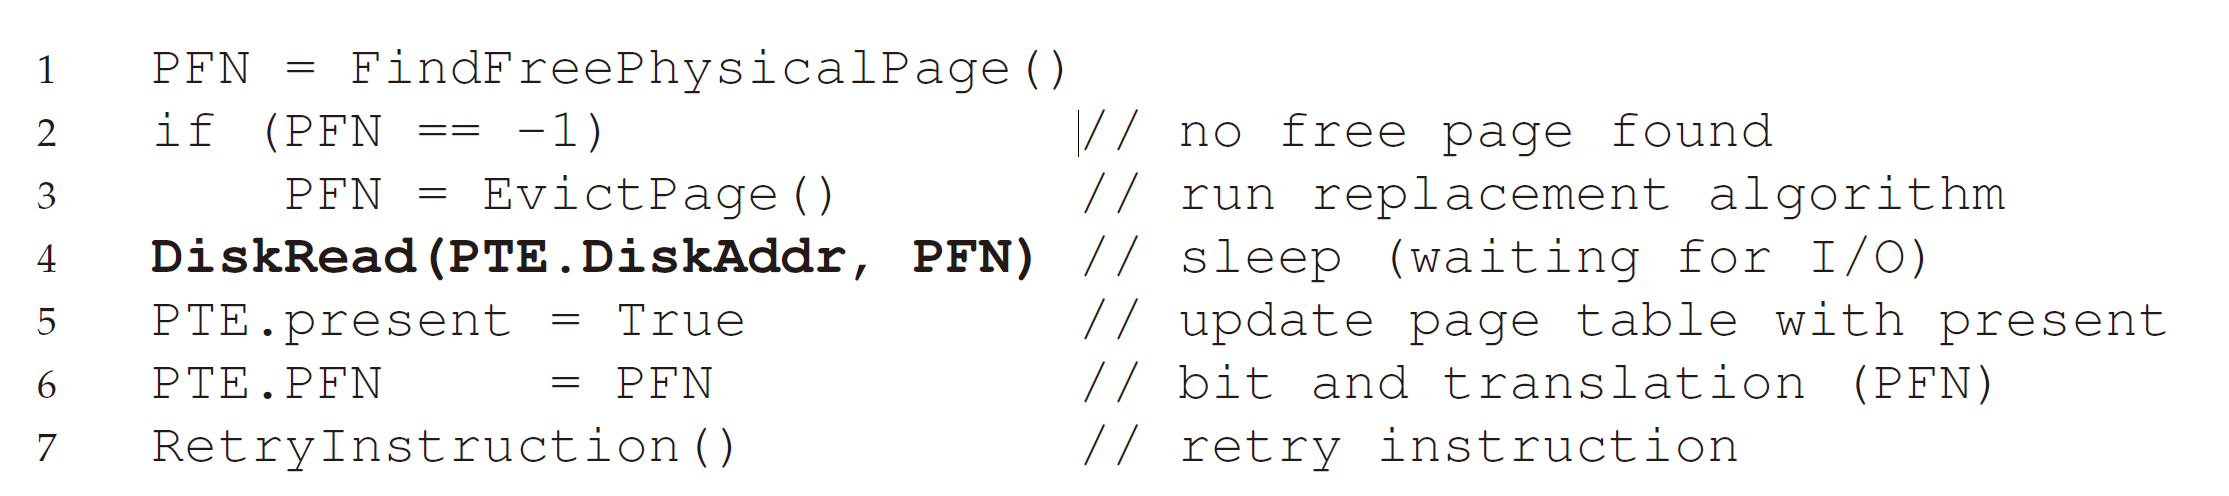 1 PFN = FindFreePhysicalPage()
2 if (PFN == -1) // no free page found
3 PFN = EvictPage() // run replacement algorithm
4 DiskRead(PTE.DiskAddr, PFN) // sleep (waiting for I/O)
5 PTE.present = True // update page table with present
6 PTE.PFN = PFN // bit and translation (PFN)
7 RetryInstruction() // retry instruction